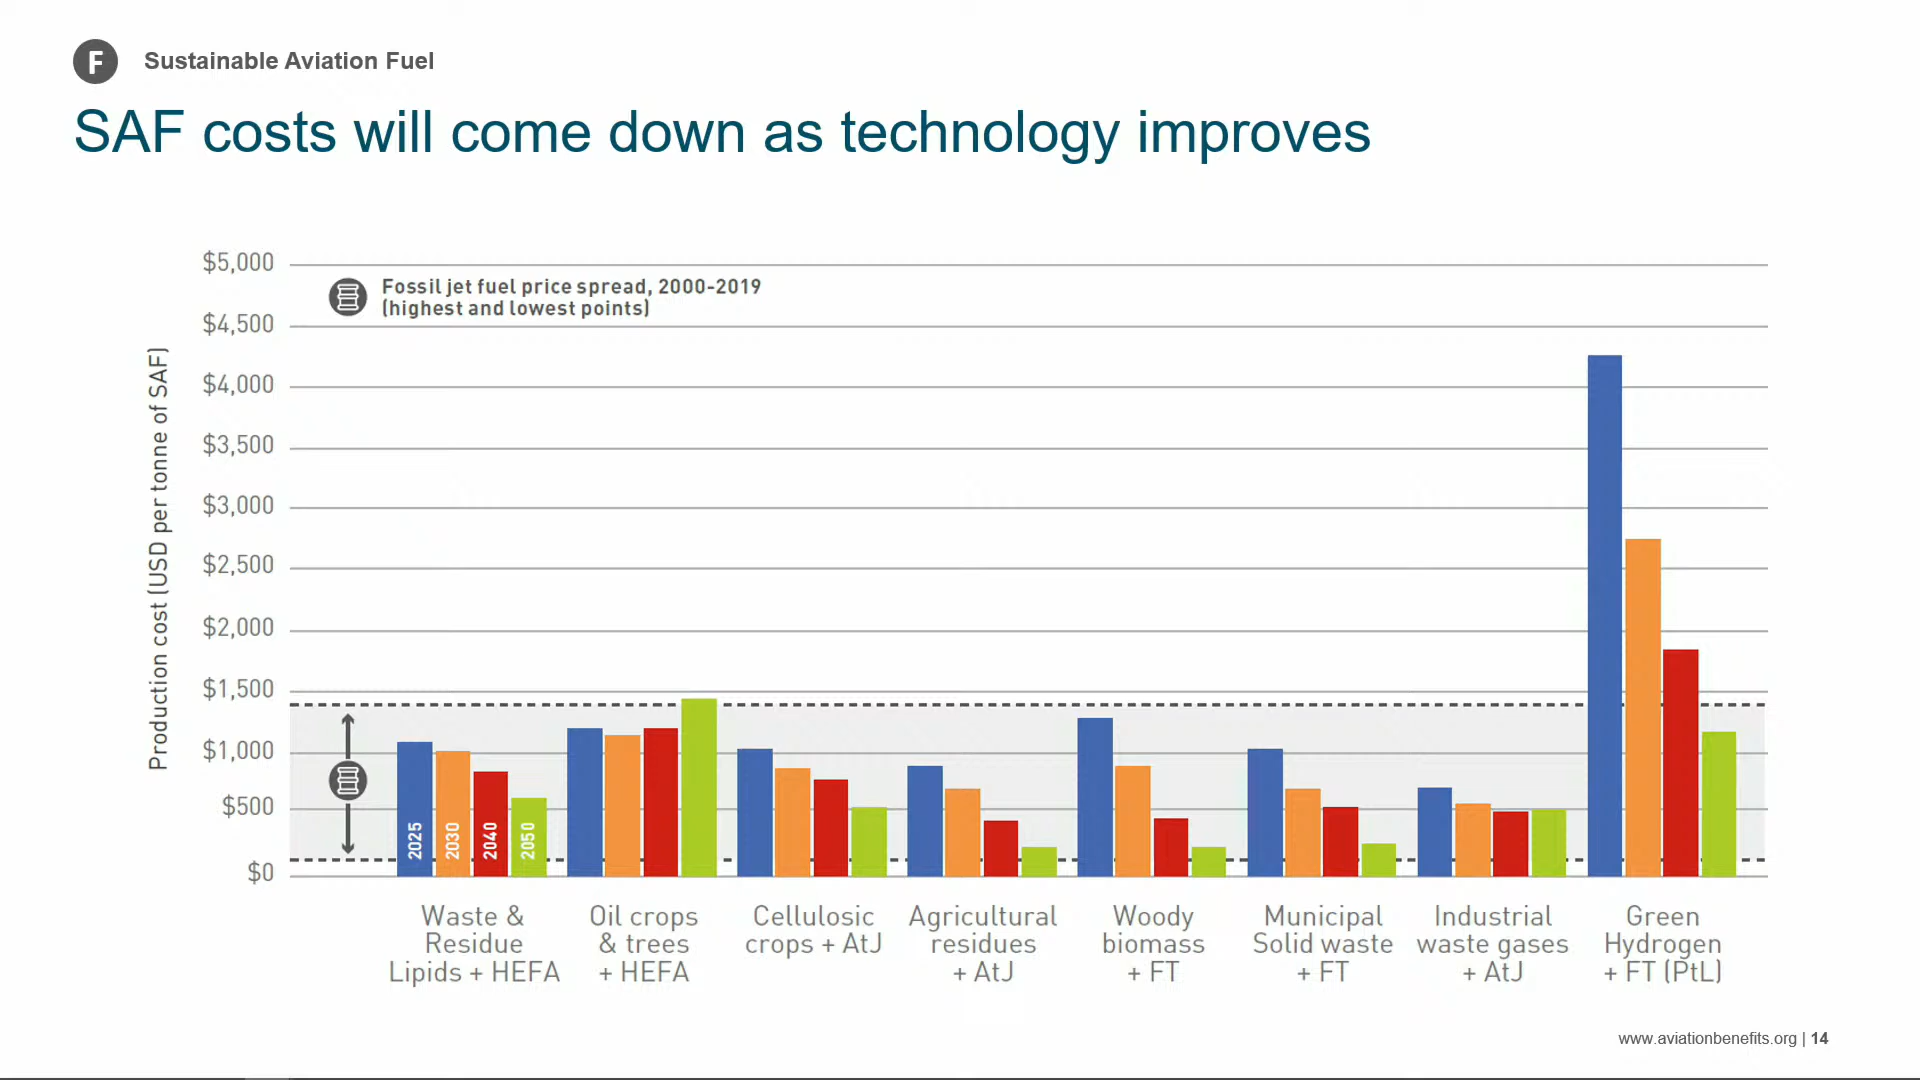 F
Sustainable Aviation Fuel
SAF costs will come down as technology improves
Production cost (USD per tonne of SAF)
$5,000
$4,500
$4,000
$3,500
$3,000
$2,500
$2,000
$1,500
$1,000
$500
$0
Fossil jet fuel price spread, 2000-2019
(highest and lowest points)
2025
2030
2040
2050
Waste &
Residue
Lipids + HEFA
Oil crops
& trees
+ HEFA
Cellulosic
crops + AtJ
Agricultural
residues
+ AtJ
Woody
biomass
+ FT
Municipal
Solid waste
+ FT
Industrial
waste gases
+ AtJ
Green
Hydrogen
+ FT (PtL)
www.aviationbenefits.org | 14